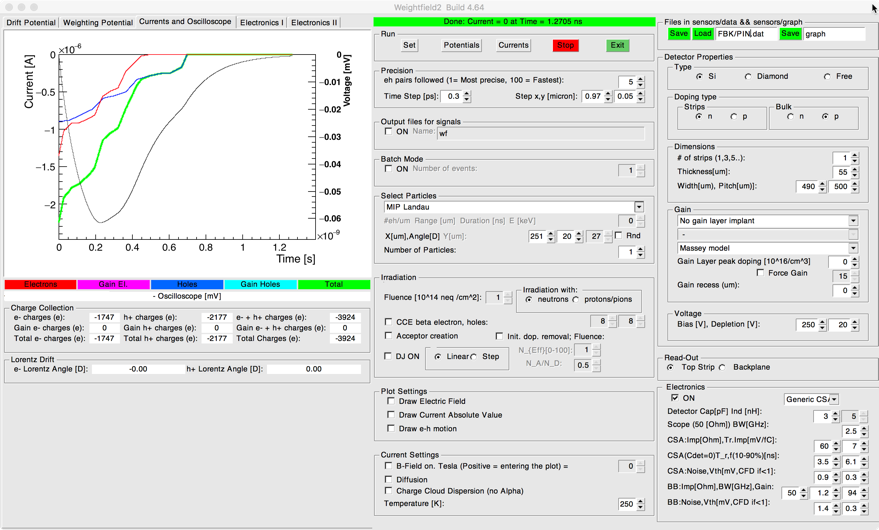 Weightfield2 Build 4.64
Drift Potential Weighting Potential Currents and Oscilloscope Electronics I Electronics II
×10⁻⁶
Current [A]
0
−0.5
−1
−1.5
−2
0
−0.01
−0.02
−0.03
−0.04
−0.05
−0.06
Voltage [mV]
0 0.2 0.4 0.6 0.8 1 1.2 ×10⁻⁹
Time [s]
Electrons Gain El. Holes Gain Holes Total
- Oscilloscope [mV]
Charge Collection
e- charges (e): -1747 h+ charges (e): -2177 e- + h+ charges (e): -3924
Gain e- charges (e): 0 Gain h+ charges (e): 0 Gain e- + h+ charges (e): 0
Total e- charges (e): -1747 Total h+ charges (e): -2177 Total Charges (e): -3924
Lorentz Drift
e- Lorentz Angle [D]: -0.00 h+ Lorentz Angle [D]: 0.00
Done: Current = 0 at Time = 1.2705 ns
Run
Set Potentials Currents Stop Exit
Precision
eh pairs followed (1= Most precise, 100 = Fastest): 5
Time Step [ps]: 0.3 Step x,y [micron]: 0.97 0.05
Output files for signals
ON Name: wf
Batch Mode
ON Number of events: 1
Select Particles
MIP Landau
#eh/um Range [um] Duration [ns] E [keV] 0
X[um],Angle[D] Y[um]: 251 20 27 Rnd
Number of Particles: 1
Irradiation
Fluence [10^14 neq /cm^2]: 1
Irradiation with:
neutrons protons/pions
CCE beta electron, holes: 8 8
Acceptor creation Init. dop. removal; Fluence:
DJ ON Linear Step
N_{Eff}[0-100]: 1
N_A/N_D: 0.5
Plot Settings
Draw Electric Field
Draw Current Absolute Value
Draw e-h motion
Current Settings
B-Field on. Tesla (Positive = entering the plot) = 0
Diffusion
Charge Cloud Dispersion (no Alpha)
Temperature [K]: 250
Files in sensors/data && sensors/graph
Save Load FBK/PIN.dat Save graph
Detector Properties
Type
Si Diamond Free
Doping type
Strips Bulk
n p n p
Dimensions
# of strips (1,3,5..): 1
Thickness[um]: 55
Width[um), Pitch[um)]: 490 500
Gain
No gain layer implant
-
Massey model
Gain Layer peak doping [10^16/cm^3] 0
Force Gain 15
Gain recess (um): 0
Voltage
Bias [V], Depletion [V]: 250 20
Read-Out
Top Strip Backplane
Electronics
ON Generic CSA
Detector Cap[pF] Ind [nH]: 3 5
Scope (50 [Ohm]) BW[GHz]: 2.5
CSA:Imp[Ohm],Tr.Imp[mV/fC]: 60 7
CSA(Cdet=0)T_r,f(10-90%)[ns]: 3.5 6.1
CSA:Noise,Vth[mV,CFD if<1]: 0.9 0.3
BB:Imp[Ohm],BW[GHz],Gain: 50 1.2 94
BB:Noise,Vth[mV,CFD if<1]: 1.4 0.3